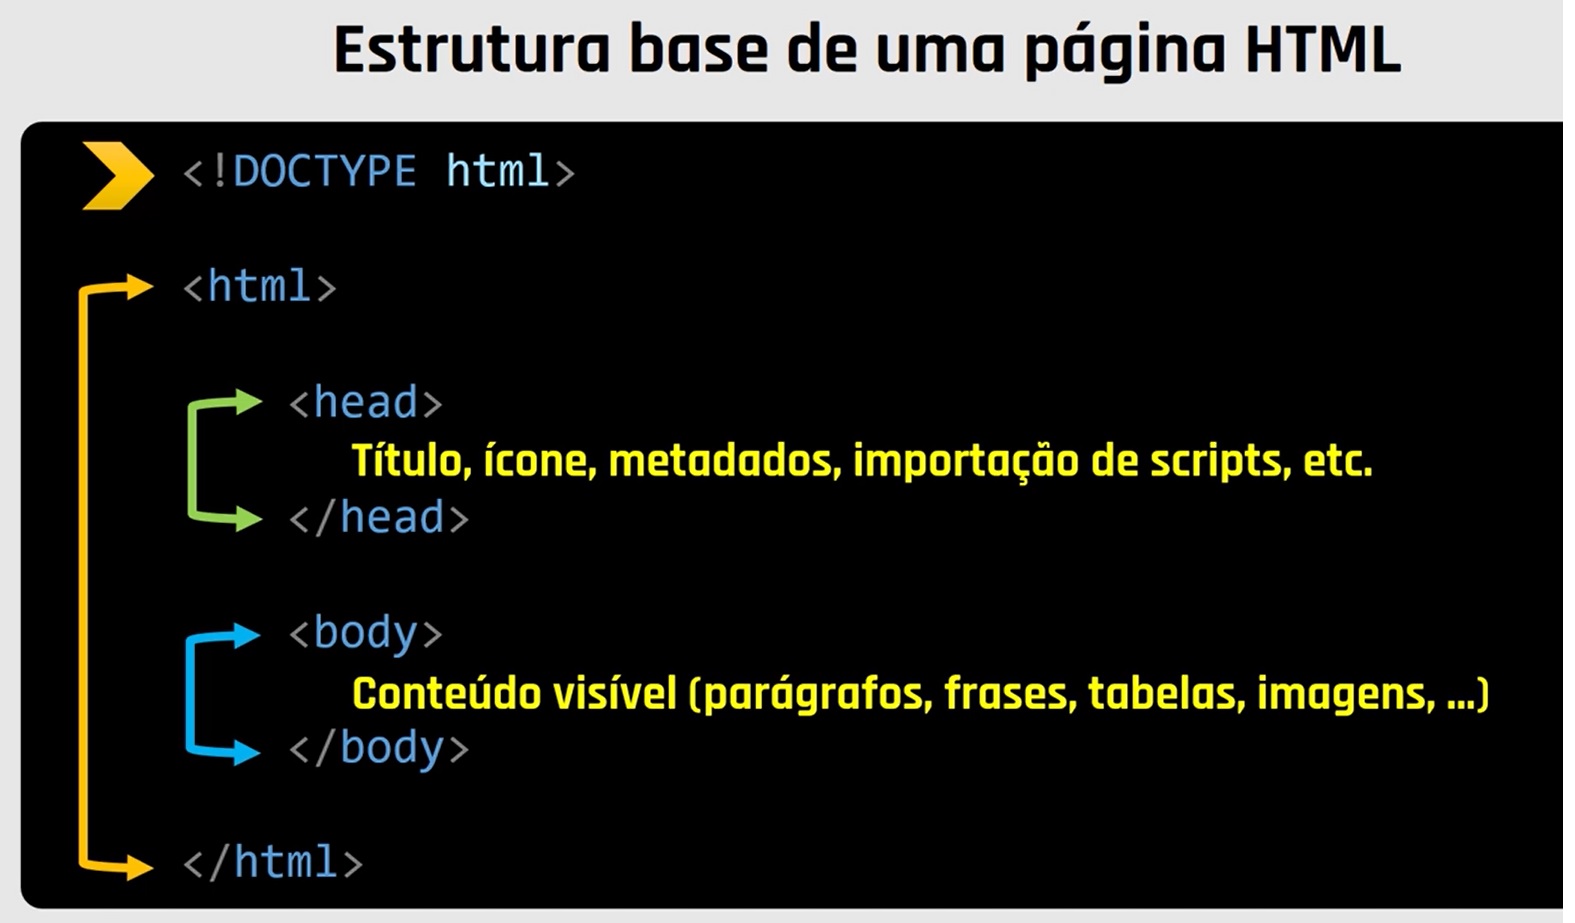 Estrutura base de uma página HTML
<!DOCTYPE html>
<html>
<head>
Título, ícone, metadados, importação de scripts, etc.
</head>
<body>
Conteúdo visível (parágrafos, frases, tabelas, imagens, ...)
</body>
</html>